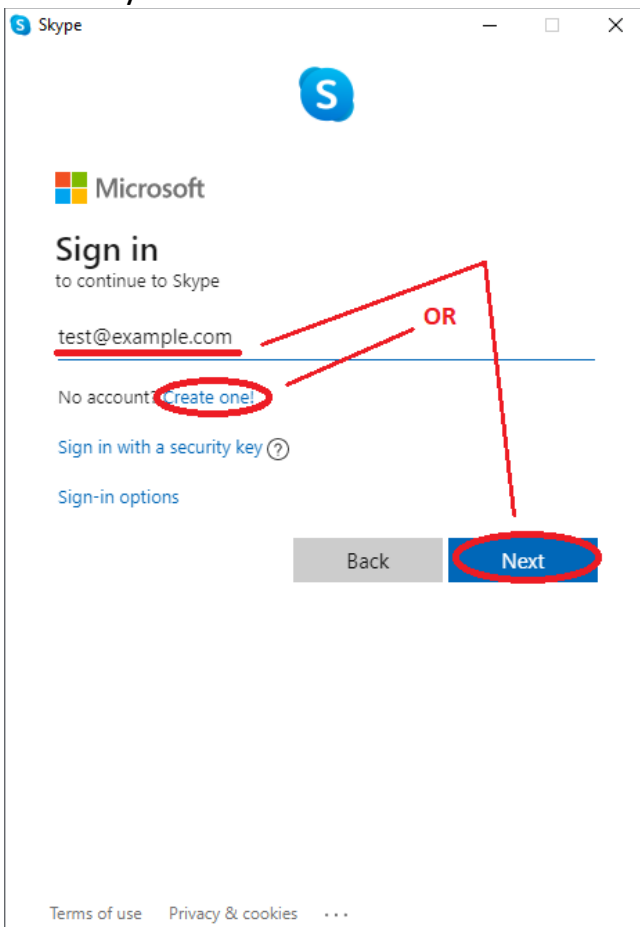 Skype
S
Microsoft
Sign in
to continue to Skype
OR
test@example.com
No account? Create one!
Sign in with a security key ?
Sign-in options
Back Next
Terms of use Privacy & cookies ...